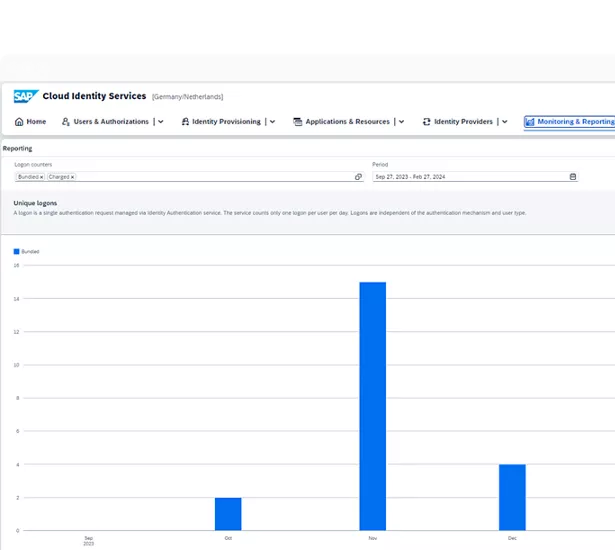 SAP Cloud Identity Services [Germany/Netherlands]
Home Users & Authorizations Identity Provisioning Applications & Resources Identity Providers Monitoring & Reporting
Reporting
Logon counters Period
Bundled x Charged x Sep 27, 2023 - Feb 27, 2024
Unique logons
A logon is a single authentication request managed via Identity Authentication service. The service counts only one logon per user per day. Logons are independent of the authentication mechanism and user type.
Bundled
16
14
12
10
8
6
4
2
0
Sep Oct Nov Dec
2023